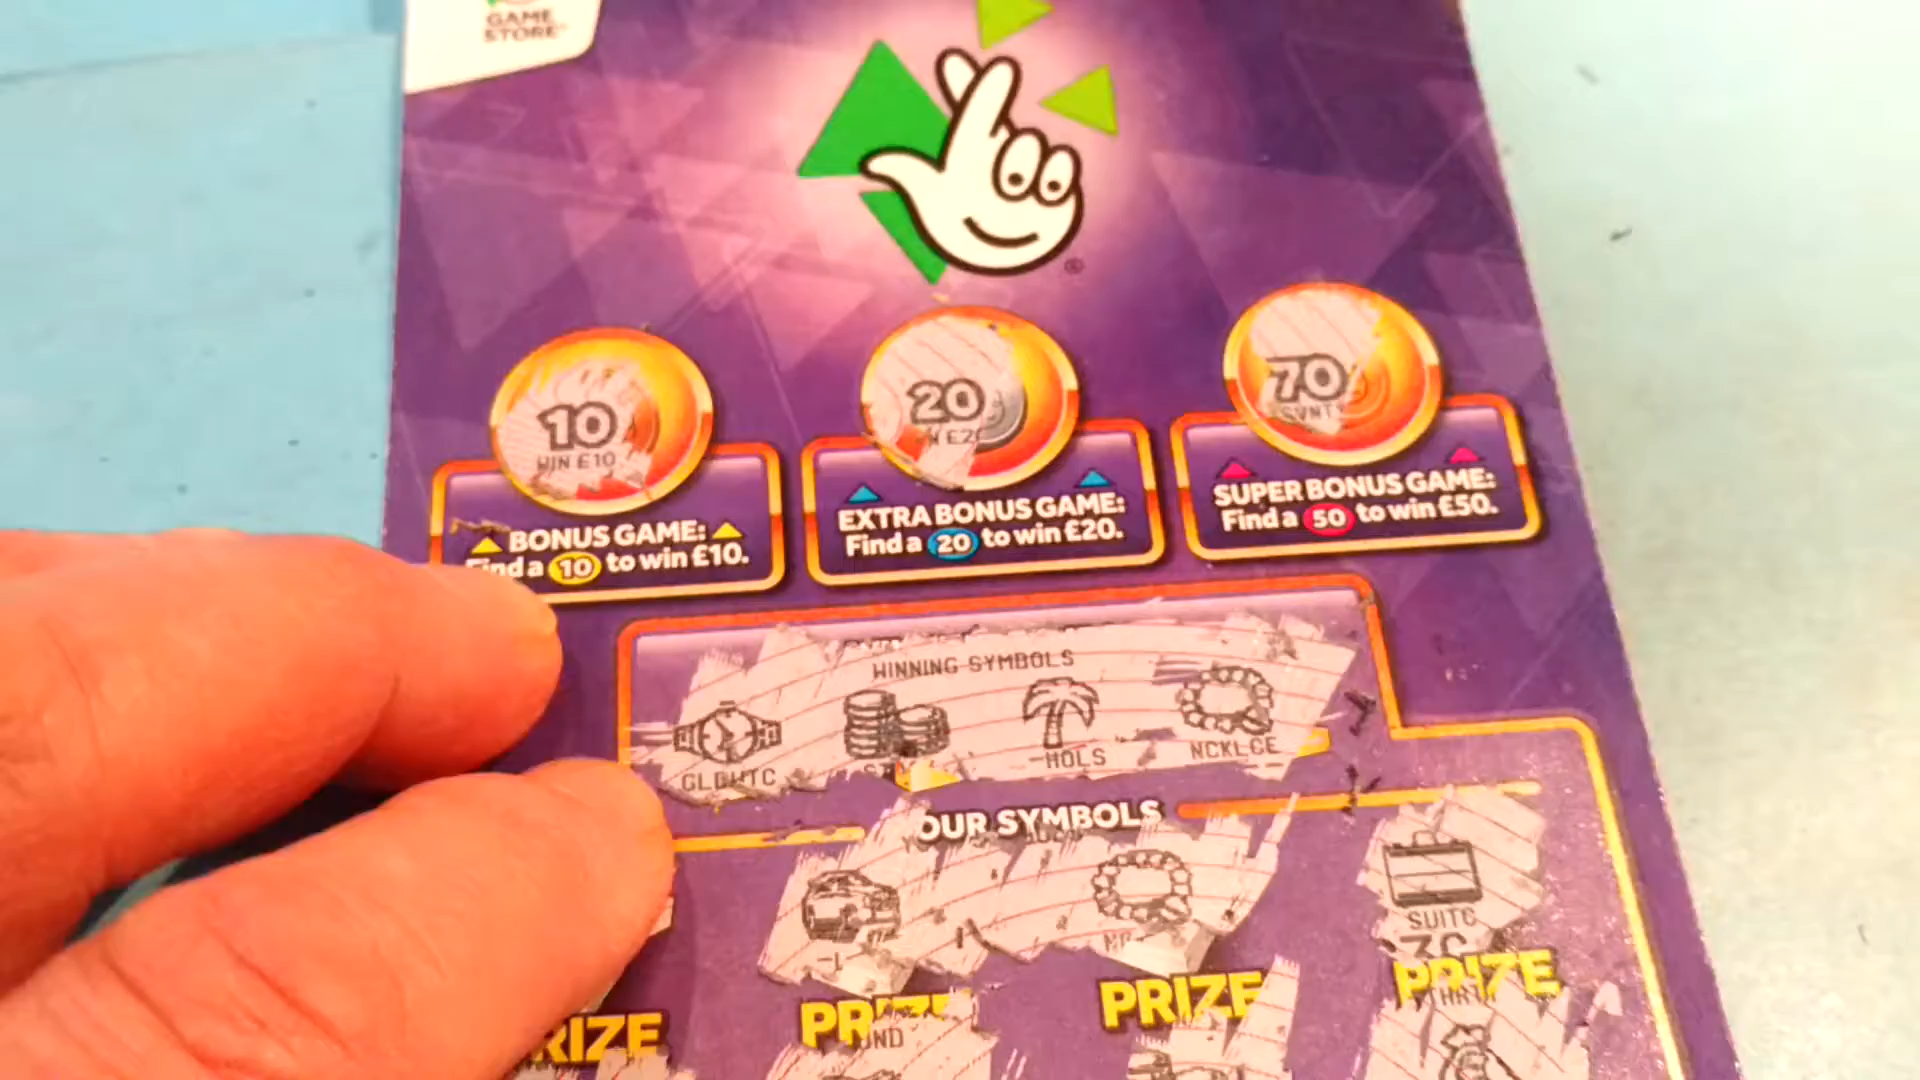 GAME
STORE
10
WIN £10
20
70
BONUS GAME:
Find a 10 to win £10.
EXTRA BONUS GAME:
Find a 20 to win £20.
SUPER BONUS GAME:
Find a 50 to win £50.
WINNING SYMBOLS
HOLS
NCKLCE
OUR SYMBOLS
SUITC
PRIZE
PRIZE